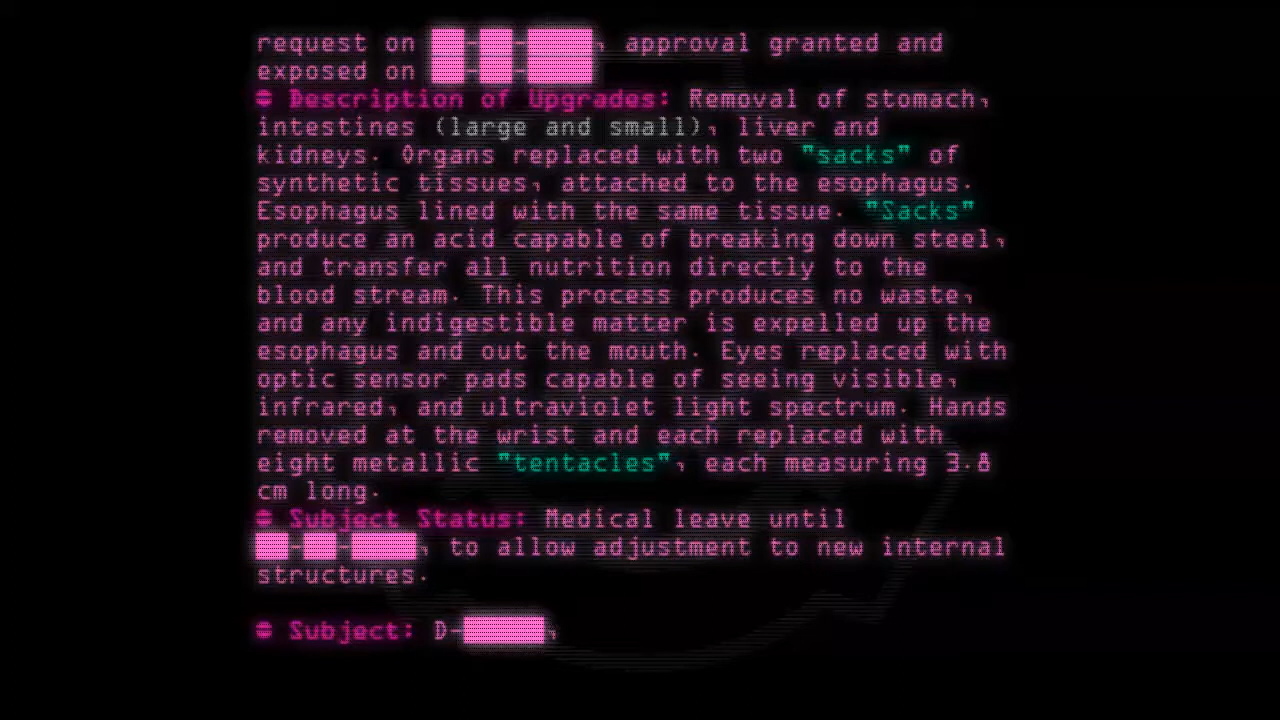 request on ██-██-████, approval granted and
exposed on ██-██-████
⊜ Description of Upgrades: Removal of stomach,
intestines (large and small), liver and
kidneys. Organs replaced with two "sacks" of
synthetic tissues, attached to the esophagus.
Esophagus lined with the same tissue. "Sacks"
produce an acid capable of breaking down steel,
and transfer all nutrition directly to the
blood stream. This process produces no waste,
and any indigestible matter is expelled up the
esophagus and out the mouth. Eyes replaced with
optic sensor pads capable of seeing visible,
infrared, and ultraviolet light spectrum. Hands
removed at the wrist and each replaced with
eight metallic "tentacles", each measuring 3.8
cm long.
⊜ Subject Status: Medical leave until
██-██-████, to allow adjustment to new internal
structures.
⊜ Subject: D-█████,